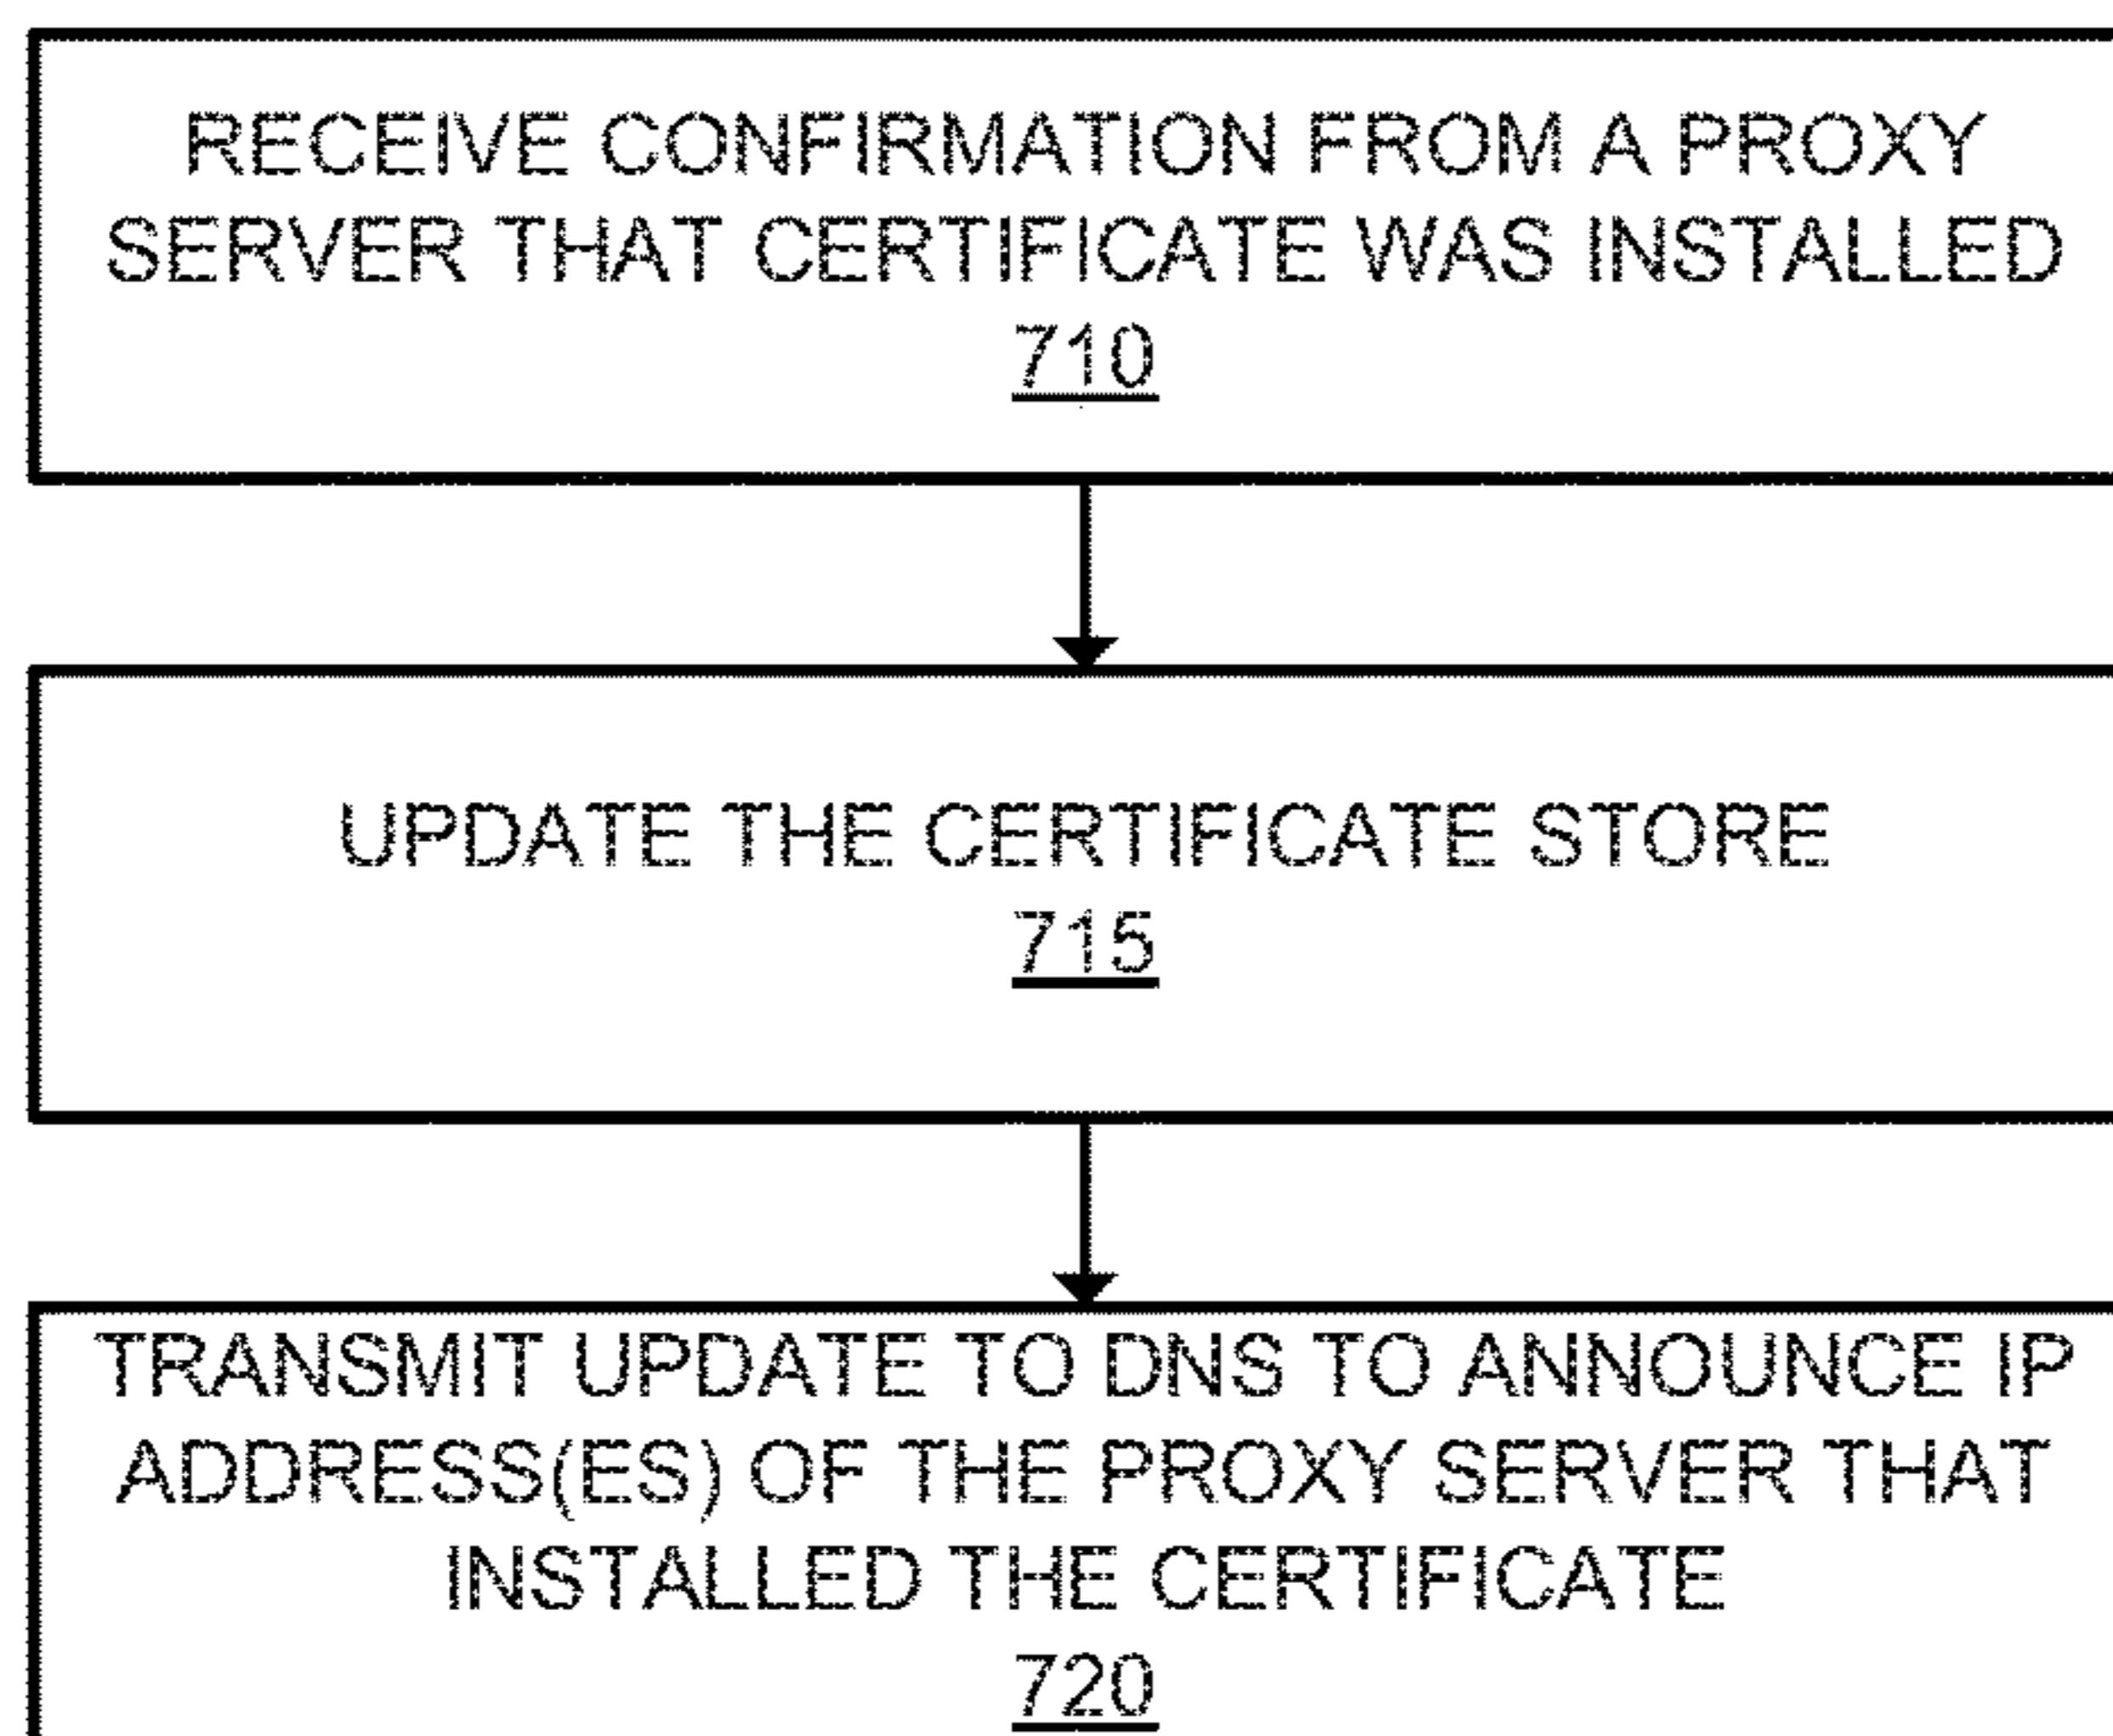 RECEIVE CONFIRMATION FROM A PROXY
SERVER THAT CERTIFICATE WAS INSTALLED
710
UPDATE THE CERTIFICATE STORE
715
TRANSMIT UPDATE TO DNS TO ANNOUNCE IP
ADDRESS(ES) OF THE PROXY SERVER THAT
INSTALLED THE CERTIFICATE
720